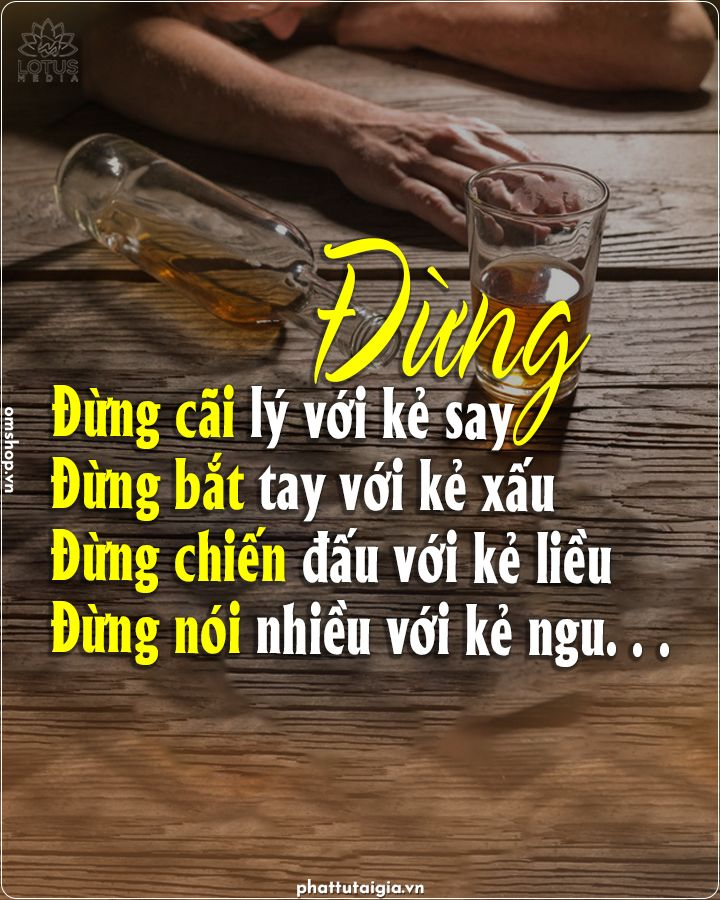 LOTUS
MEDIA
Đừng
Đừng cãi lý với kẻ say
Đừng bắt tay với kẻ xấu
Đừng chiến đấu với kẻ liều
Đừng nói nhiều với kẻ ngu. . .
omshop.vn
phattutaigia.vn